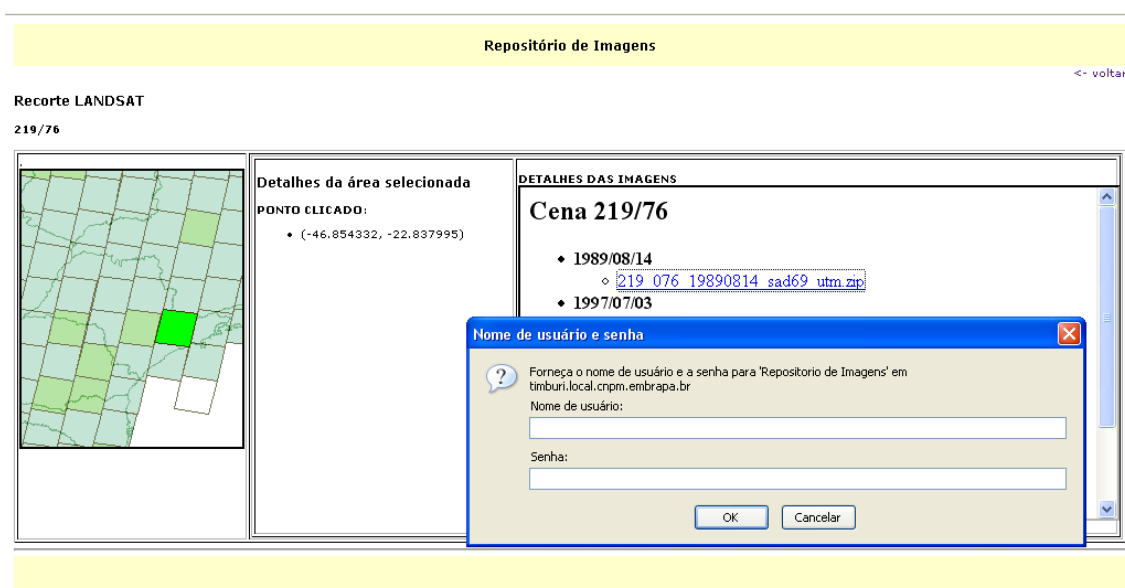 Repositório de Imagens
<- voltar
Recorte LANDSAT
219/76
Detalhes da área selecionada
PONTO CLICADO:
• (-46.854332, -22.837995)
DETALHES DAS IMAGENS
Cena 219/76
• 1989/08/14
219_076_19890814_sad69_utm.zip
• 1997/07/03
Nome de usuário e senha
Forneça o nome de usuário e a senha para 'Repositorio de Imagens' em
timburi.local.cnpm.embrapa.br
Nome de usuário:
Senha:
OK
Cancelar